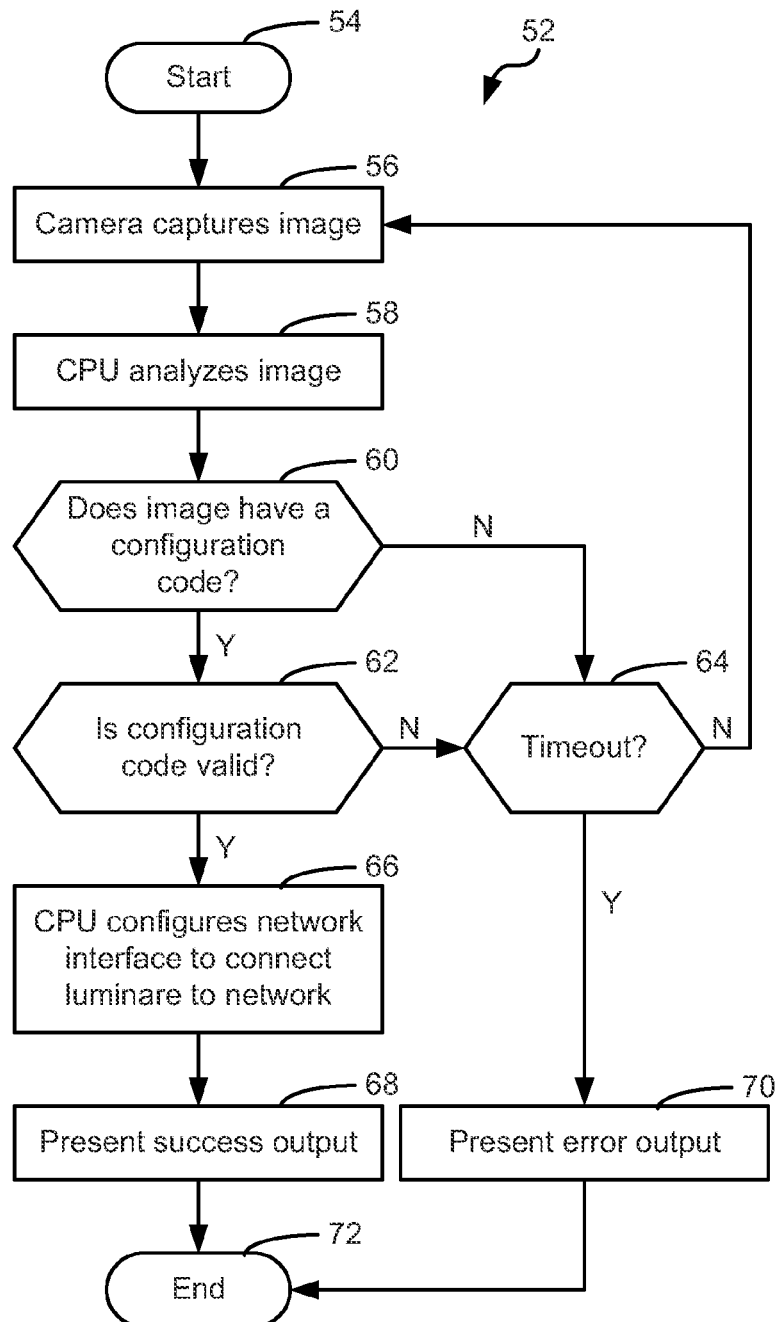 54
52
Start
56
Camera captures image
58
CPU analyzes image
60
Does image have a
configuration
code?
N
Y
62
64
Is configuration
code valid?
N
Timeout?
N
Y
66
CPU configures network
interface to connect
luminare to network
Y
68
70
Present success output
Present error output
72
End